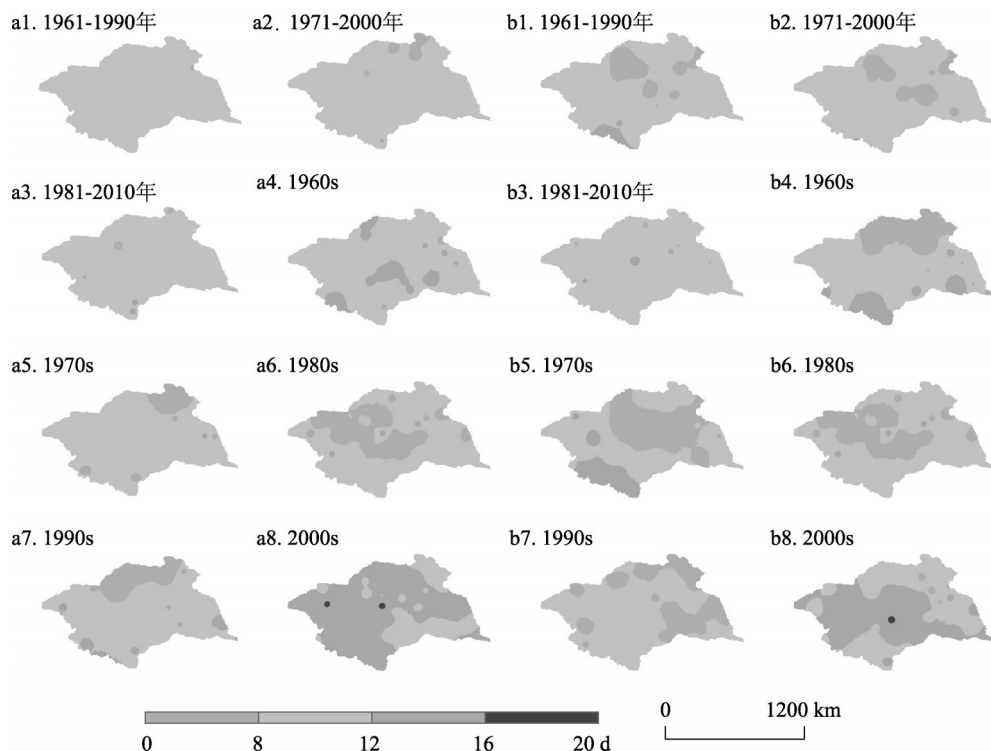 a1. 1961-1990年
a2. 1971-2000年
b1. 1961-1990年
b2. 1971-2000年
a3. 1981-2010年
a4. 1960s
b3. 1981-2010年
b4. 1960s
a5. 1970s
a6. 1980s
b5. 1970s
b6. 1980s
a7. 1990s
a8. 2000s
b7. 1990s
b8. 2000s
0 8 12 16 20 d
0 1200 km